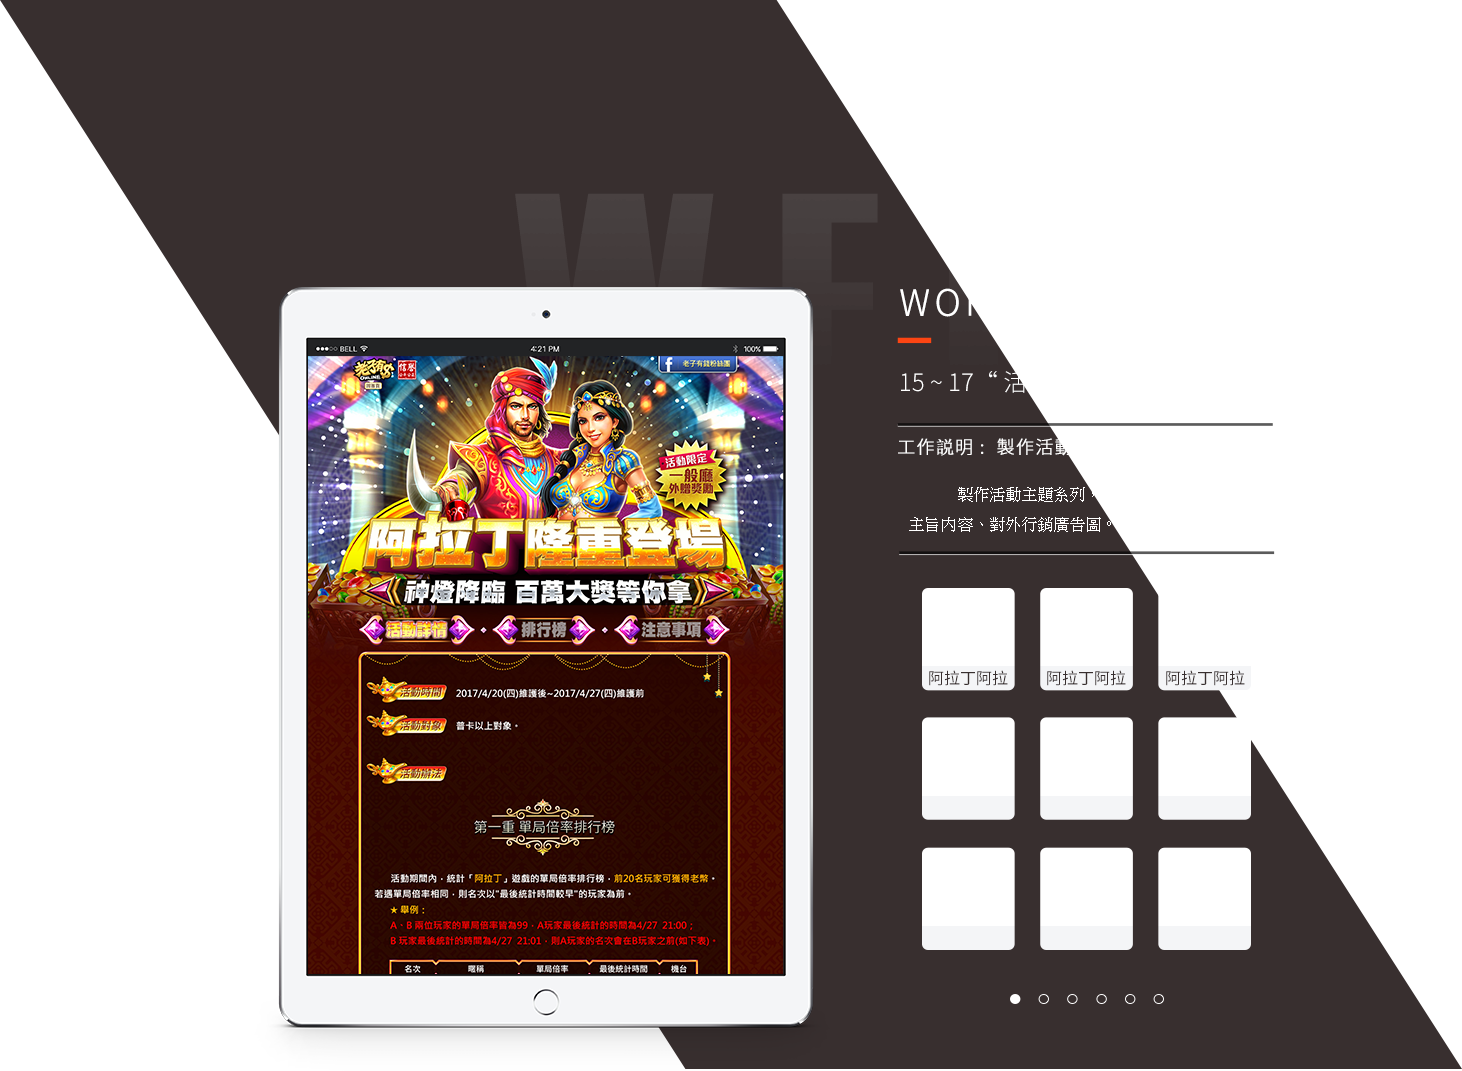 WE
●●●○○ BELL 4:21 PM 100%
老子有錢 ONLINE
老子有錢粉絲團
活動限定
一般廳
外贈獎勵
阿拉丁隆重登場
神燈降臨 百萬大獎等你拿
活動詳情 排行榜 注意事項
活動時間 2017/4/20(四)維護後~2017/4/27(四)維護前
活動對象 普卡以上對象。
活動辦法
第一重 單局倍率排行榜
活動期間內，統計「阿拉丁」遊戲的單局倍率排行榜，前20名玩家可獲得老幣。
若遇單局倍率相同，則名次以"最後統計時間較早"的玩家為前。
★ 舉例：
A、B 兩位玩家的單局倍率皆為99，A玩家最後統計的時間為4/27 21:00；
B 玩家最後統計的時間為4/27 21:01，則A玩家的名次會在B玩家之前(如下表)。
名次 暱稱 單局倍率 最後統計時間 機台
WOR
15 ~ 17 “ 活
工作説明： 製作活動
製作活動主題系列，
主旨內容、對外行銷廣告圖。
阿拉丁阿拉 阿拉丁阿拉 阿拉丁阿拉